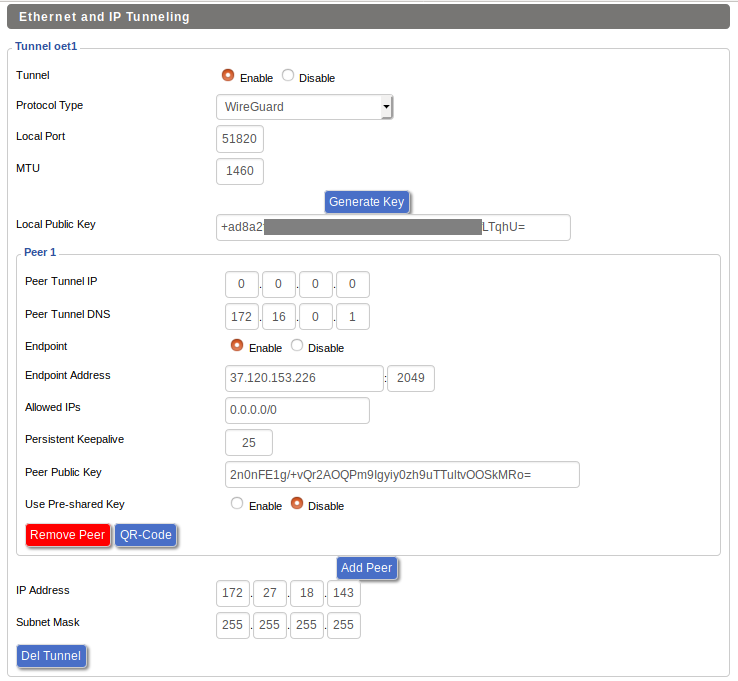 Ethernet and IP Tunneling
Tunnel oet1
Tunnel Enable Disable
Protocol Type WireGuard
Local Port 51820
MTU 1460
Generate Key
Local Public Key +ad8a2 LTqhU=
Peer 1
Peer Tunnel IP 0.0.0.0
Peer Tunnel DNS 172.16.0.1
Endpoint Enable Disable
Endpoint Address 37.120.153.226:2049
Allowed IPs 0.0.0.0/0
Persistent Keepalive 25
Peer Public Key 2n0nFE1g/+vQr2AOQPm9Igyiy0zh9uTTultvOOSkMRo=
Use Pre-shared Key Enable Disable
Remove Peer QR-Code
Add Peer
IP Address 172.27.18.143
Subnet Mask 255.255.255.255
Del Tunnel